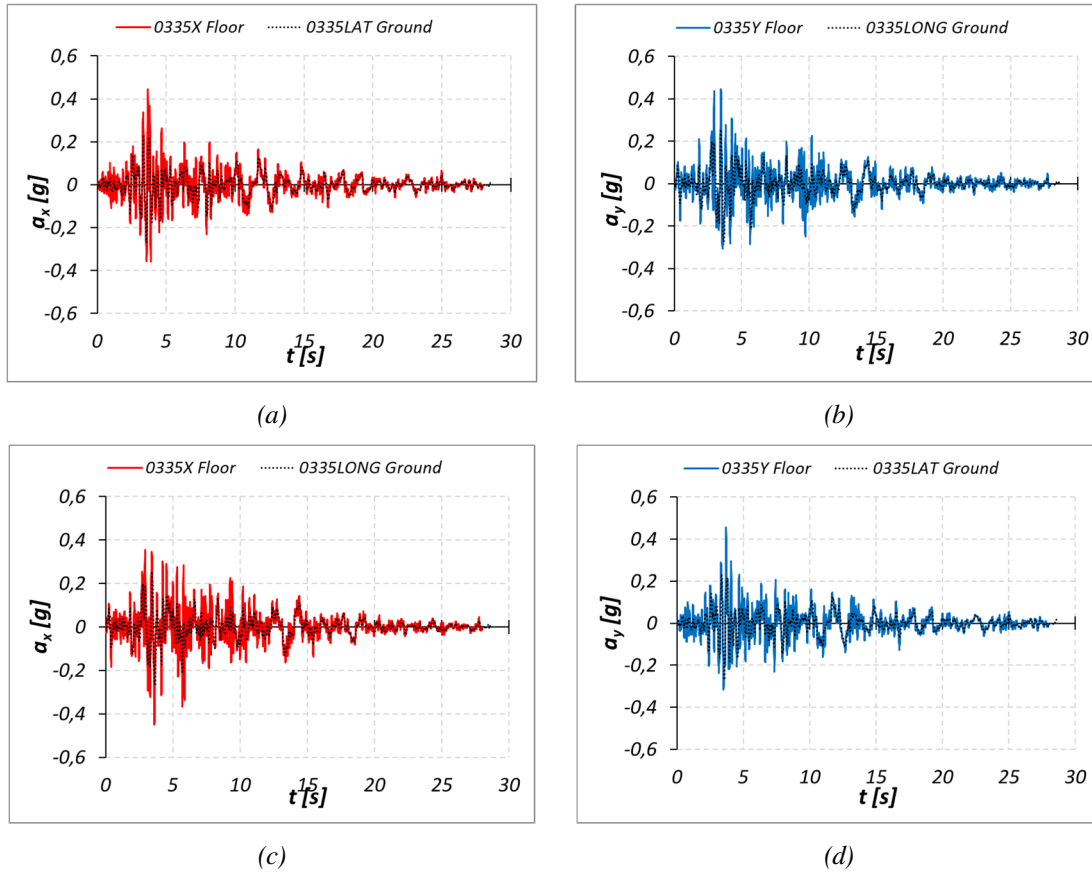 0335X Floor 0335LAT Ground
0,6
0,4
0,2
0
-0,2
-0,4
-0,6
ax [g]
0 5 10 15 20 25 30
t [s]
(a)
0335Y Floor 0335LONG Ground
0,6
0,4
0,2
0
-0,2
-0,4
-0,6
ay [g]
0 5 10 15 20 25 30
t [s]
(b)
0335X Floor 0335LONG Ground
0,6
0,4
0,2
0
-0,2
-0,4
-0,6
ax [g]
0 5 10 15 20 25 30
t [s]
(c)
0335Y Floor 0335LAT Ground
0,6
0,4
0,2
0
-0,2
-0,4
-0,6
ay [g]
0 5 10 15 20 25 30
t [s]
(d)